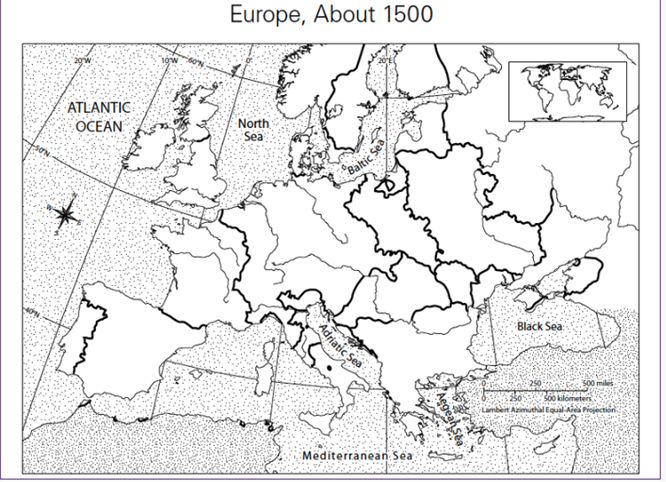 Europe, About 1500
20°W
10°W
60°N
0°
20°E
ATLANTIC
OCEAN
North
Sea
Baltic Sea
50°N
N
W
E
S
40°N
Adriatic Sea
Black Sea
0 250 500 miles
0 250 500 kilometers
Lambert Azimuthal Equal-Area Projection
Aegean Sea
Mediterranean Sea